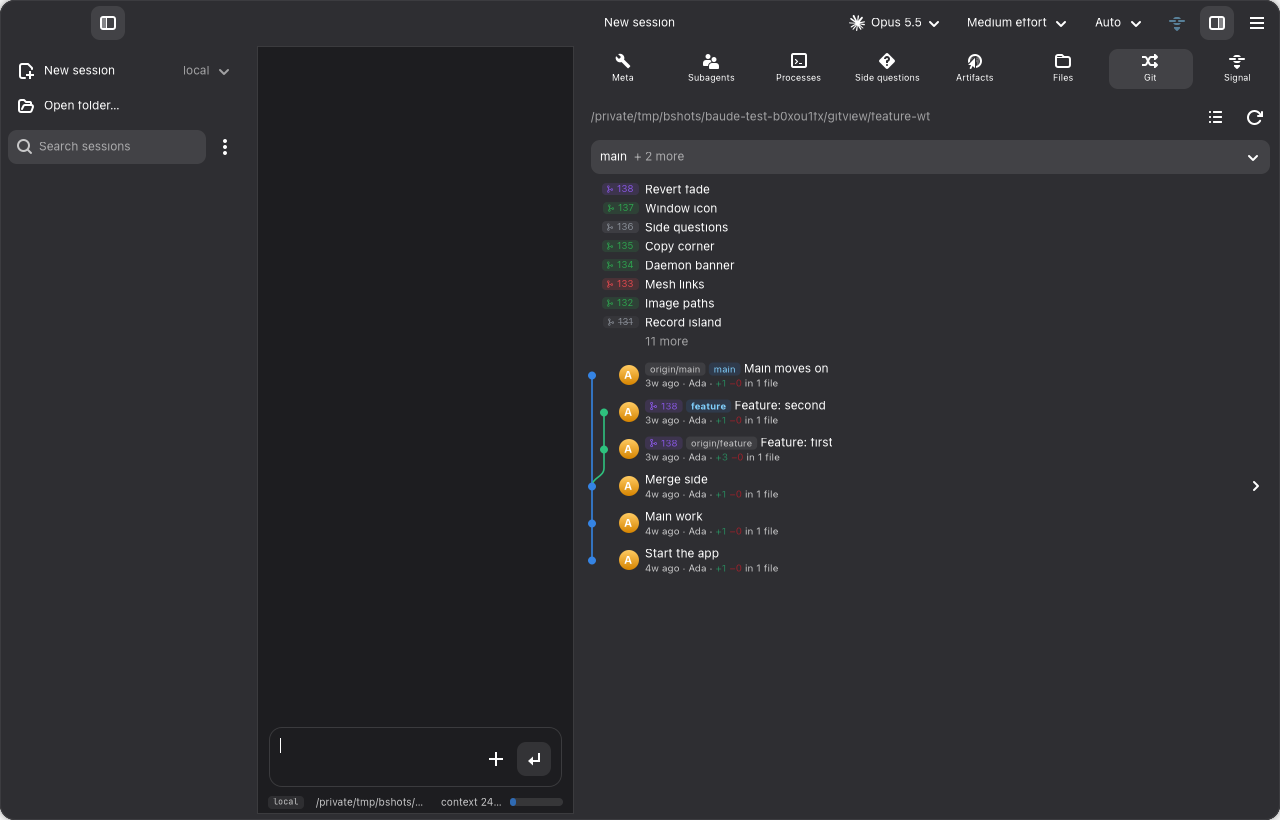 New session
Opus 5.5
Medium effort
Auto
New session
local
Open folder...
Search sessions
Meta
Subagents
Processes
Side questions
Artifacts
Files
Git
Signal
/private/tmp/bshots/baude-test-b0xou1fx/gitview/feature-wt
main + 2 more
138 Revert fade
137 Window icon
136 Side questions
135 Copy corner
134 Daemon banner
133 Mesh links
132 Image paths
131 Record island
11 more
A origin/main main Main moves on
3w ago · Ada · +1 −0 in 1 file
A 138 feature Feature: second
3w ago · Ada · +1 −0 in 1 file
A 138 origin/feature Feature: first
3w ago · Ada · +3 −0 in 1 file
A Merge side
4w ago · Ada · +1 −0 in 1 file
A Main work
4w ago · Ada · +1 −0 in 1 file
A Start the app
4w ago · Ada · +1 −0 in 1 file
local /private/tmp/bshots/... context 24...